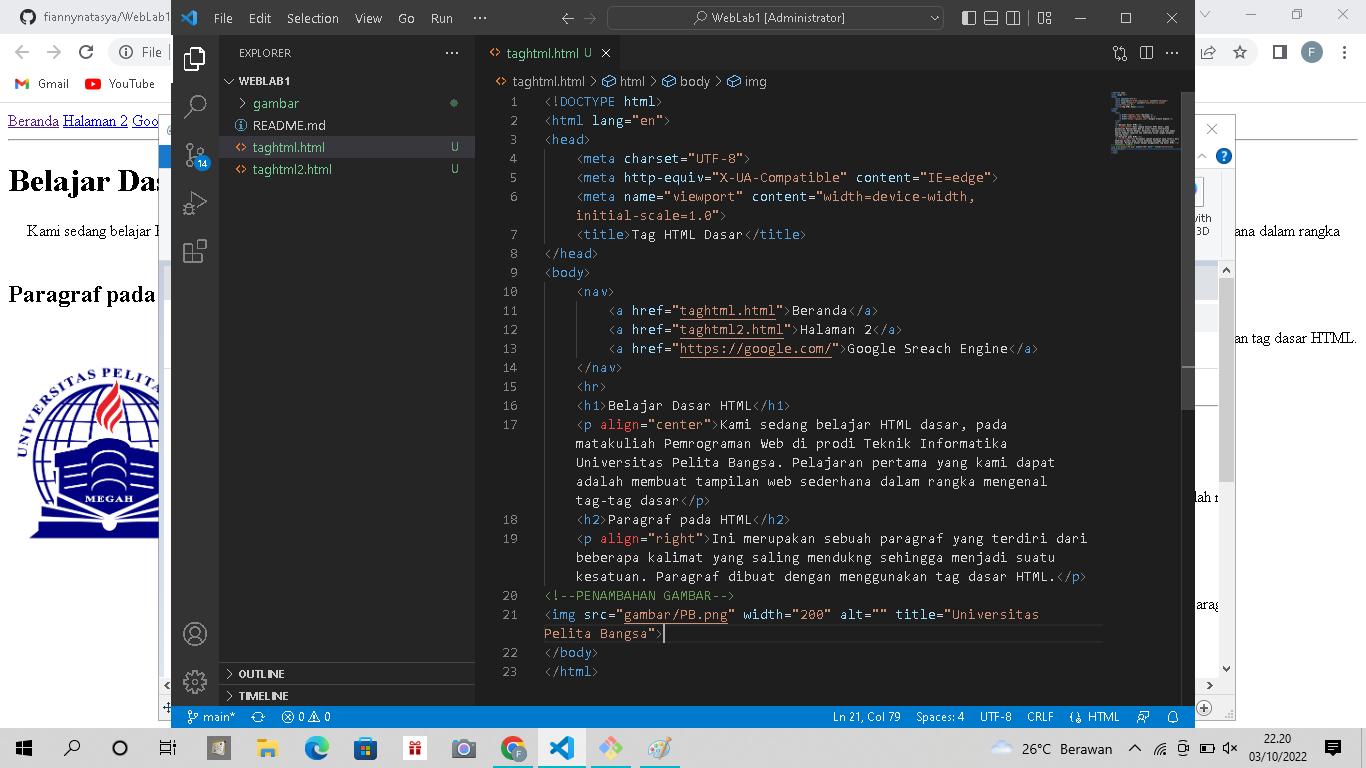 fiannynatasya/WebLab1
File Edit Selection View Go Run ···
WebLab1 [Administrator]
File
Gmail YouTube
Beranda Halaman 2 Goo
Belajar Da
Kami sedang belajar
ana dalam rangka
Paragraf pada
an tag dasar HTML.
UNIVERSITAS PELITA
MEGAH
with
3D
EXPLORER ···
WEBLAB1
gambar
README.md
taghtml.html U
taghtml2.html U
14
OUTLINE
TIMELINE
taghtml.html U
taghtml.html > html > body > img
1 <!DOCTYPE html>
2 <html lang="en">
3 <head>
4 <meta charset="UTF-8">
5 <meta http-equiv="X-UA-Compatible" content="IE=edge">
6 <meta name="viewport" content="width=device-width,
initial-scale=1.0">
7 <title>Tag HTML Dasar</title>
8 </head>
9 <body>
10 <nav>
11 <a href="taghtml.html">Beranda</a>
12 <a href="taghtml2.html">Halaman 2</a>
13 <a href="https://google.com/">Google Sreach Engine</a>
14 </nav>
15 <hr>
16 <h1>Belajar Dasar HTML</h1>
17 <p align="center">Kami sedang belajar HTML dasar, pada
matakuliah Pemrograman Web di prodi Teknik Informatika
Universitas Pelita Bangsa. Pelajaran pertama yang kami dapat
adalah membuat tampilan web sederhana dalam rangka mengenal
tag-tag dasar</p>
18 <h2>Paragraf pada HTML</h2>
19 <p align="right">Ini merupakan sebuah paragraf yang terdiri dari
beberapa kalimat yang saling mendukng sehingga menjadi suatu
kesatuan. Paragraf dibuat dengan menggunakan tag dasar HTML.</p>
20 <!--PENAMBAHAN GAMBAR-->
21 <img src="gambar/PB.png" width="200" alt="" title="Universitas
Pelita Bangsa">
22 </body>
23 </html>
F
main* 0 0 Ln 21, Col 79 Spaces: 4 UTF-8 CRLF HTML
26°C Berawan
22.20
03/10/2022